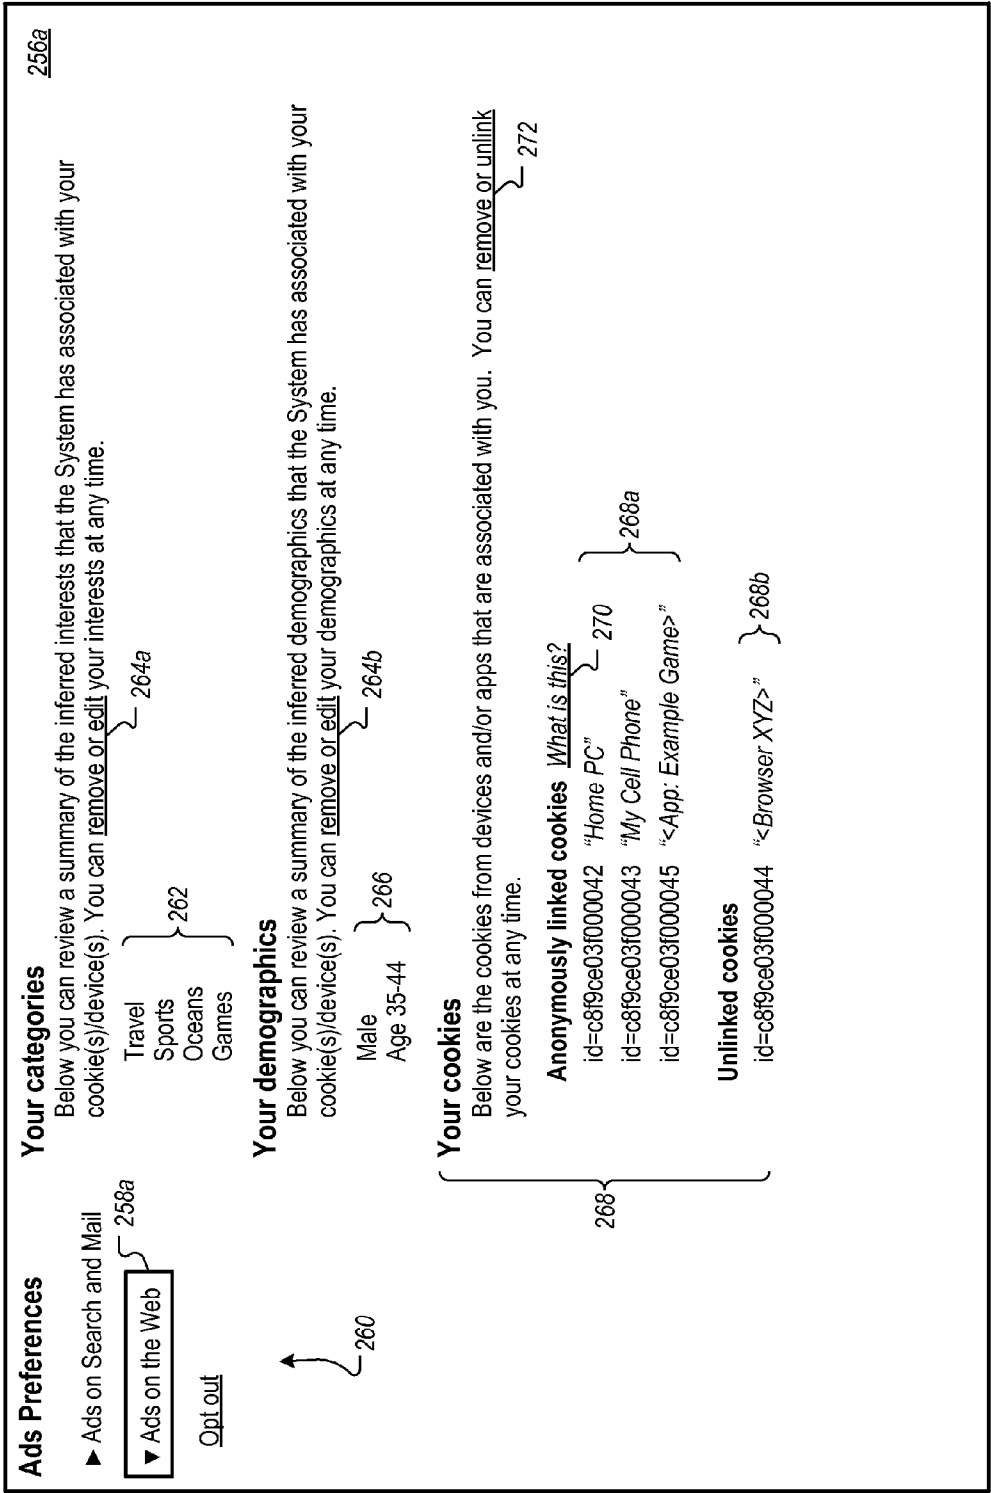 256a
Ads Preferences
► Ads on Search and Mail
258a
▼ Ads on the Web
Opt out
260
Your categories
Below you can review a summary of the inferred interests that the System has associated with your
cookie(s)/device(s). You can remove or edit your interests at any time.
264a
Travel
Sports
Oceans
Games
262
Your demographics
Below you can review a summary of the inferred demographics that the System has associated with your
cookie(s)/device(s). You can remove or edit your demographics at any time.
264b
Male
Age 35-44
266
Your cookies
Below are the cookies from devices and/or apps that are associated with you. You can remove or unlink
your cookies at any time.
272
Anonymously linked cookies What is this?
270
id=c8f9ce03f000042 "Home PC"
id=c8f9ce03f000043 "My Cell Phone"
id=c8f9ce03f000045 "<App: Example Game>"
268a
Unlinked cookies
id=c8f9ce03f000044 "<Browser XYZ>"
268b
268